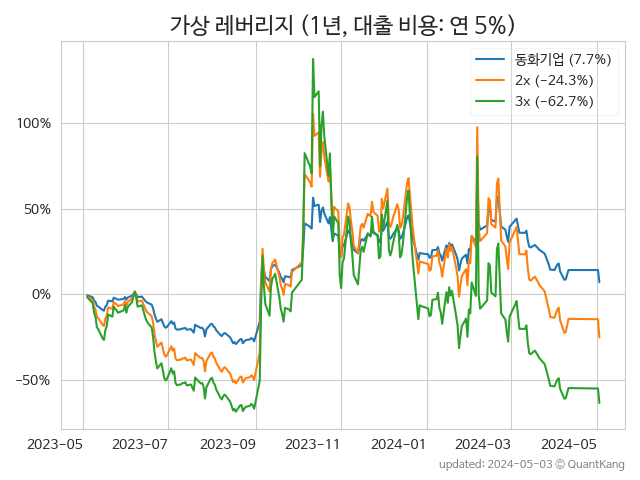 가상 레버리지 (1년, 대출 비용: 연 5%)
동화기업 (7.7%)
2x (−24.3%)
3x (−62.7%)
100%
50%
0%
−50%
2023-05 2023-07 2023-09 2023-11 2024-01 2024-03 2024-05
updated: 2024-05-03 © QuantKang